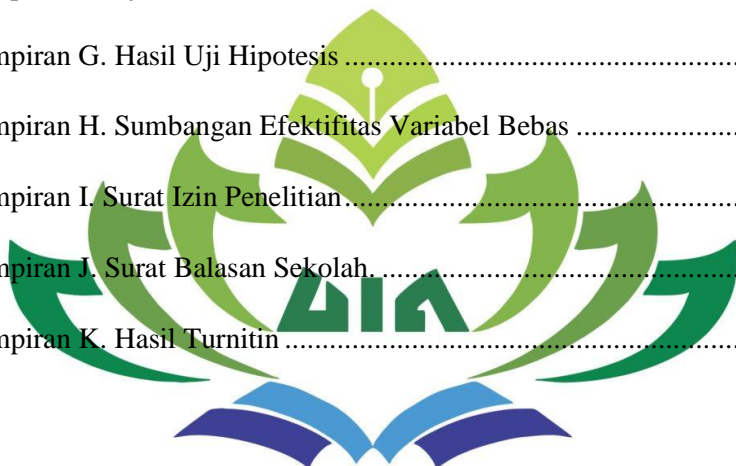 mpiran G. Hasil Uji Hipotesis ................................................
mpiran H. Sumbangan Efektifitas Variabel Bebas ....................
mpiran I. Surat Izin Penelitian ................................................
mpiran J. Surat Balasan Sekolah. ............................................
UIN
mpiran K. Hasil Turnitin .........................................................